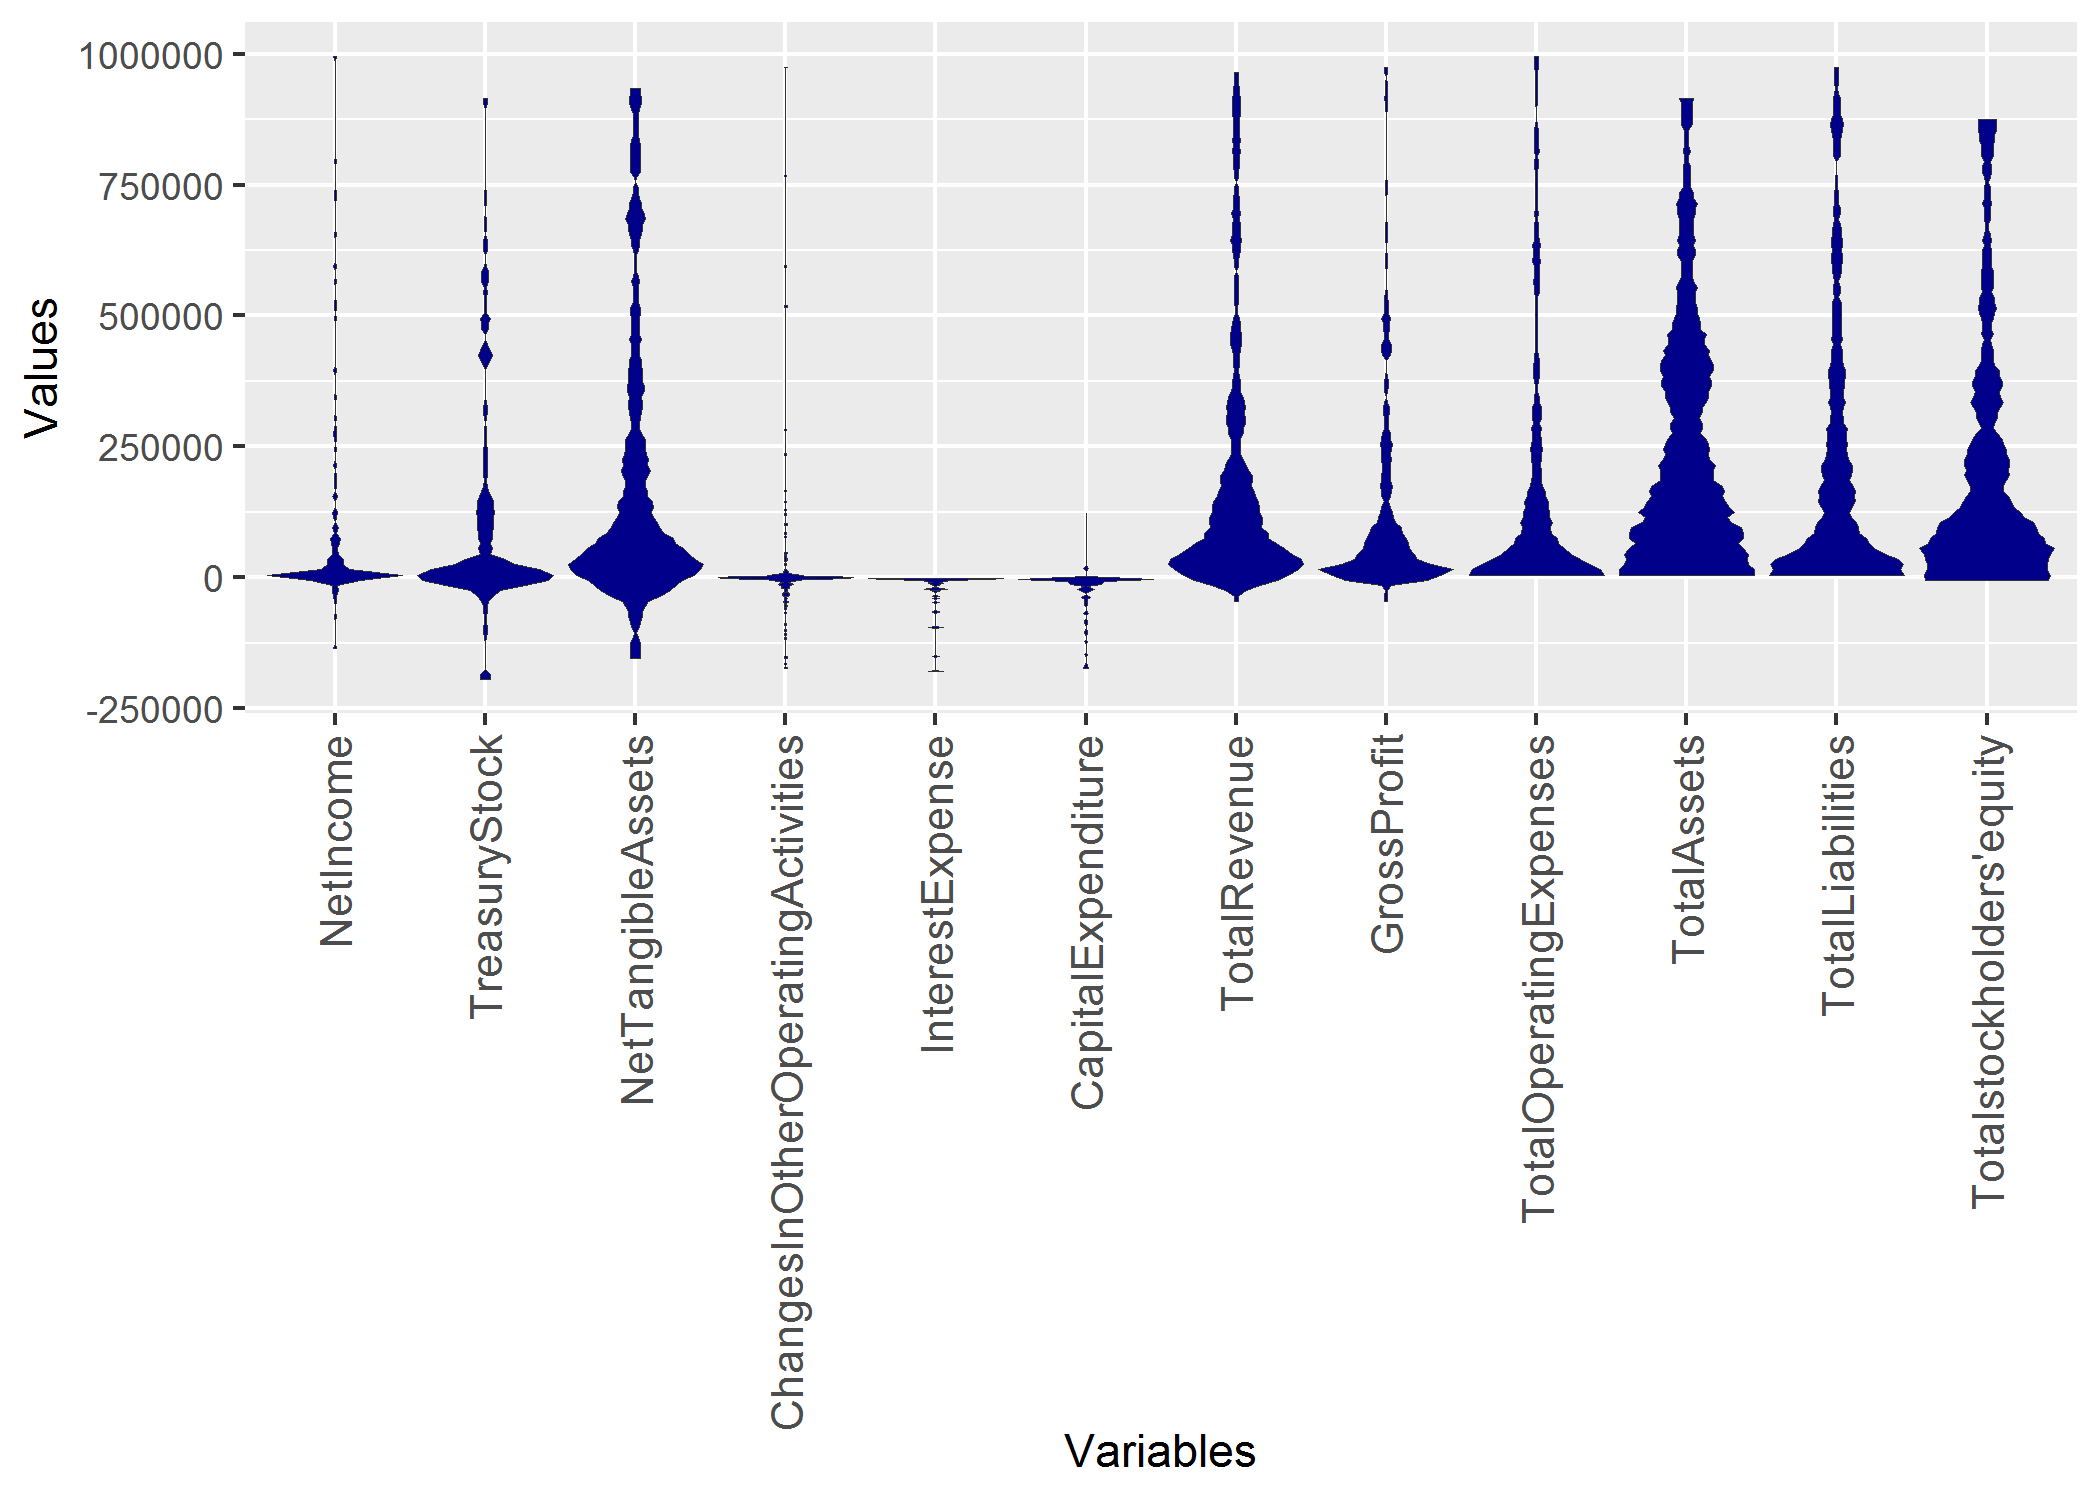 Values
1000000
750000
500000
250000
0
-250000
NetIncome
TreasuryStock
NetTangibleAssets
ChangesInOtherOperatingActivities
InterestExpense
CapitalExpenditure
TotalRevenue
GrossProfit
TotalOperatingExpenses
TotalAssets
TotalLiabilities
Totalstockholders'equity
Variables